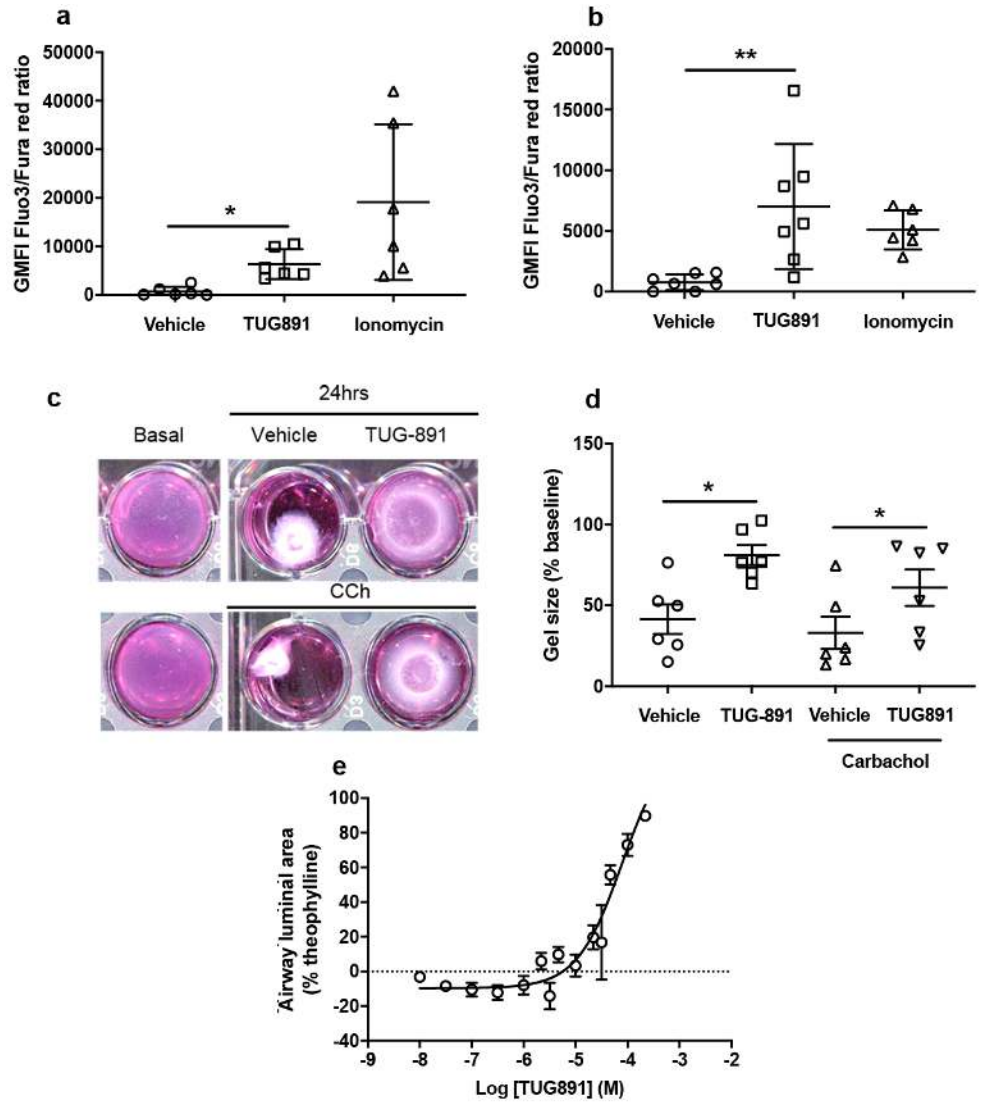 a
GMFI Fluo3/Fura red ratio
50000
40000
30000
20000
10000
0
*
Vehicle
TUG891
Ionomycin
b
GMFI Fluo3/Fura red ratio
20000
15000
10000
5000
0
**
Vehicle
TUG891
Ionomycin
c
24hrs
Basal
Vehicle
TUG-891
CCh
d
Gel size (% baseline)
150
100
50
0
*
*
Vehicle
TUG-891
Vehicle
TUG891
Carbachol
e
Airway luminal area
(% theophylline)
100
80
60
40
20
0
-20
-40
-9
-8
-7
-6
-5
-4
-3
-2
Log [TUG891] (M)